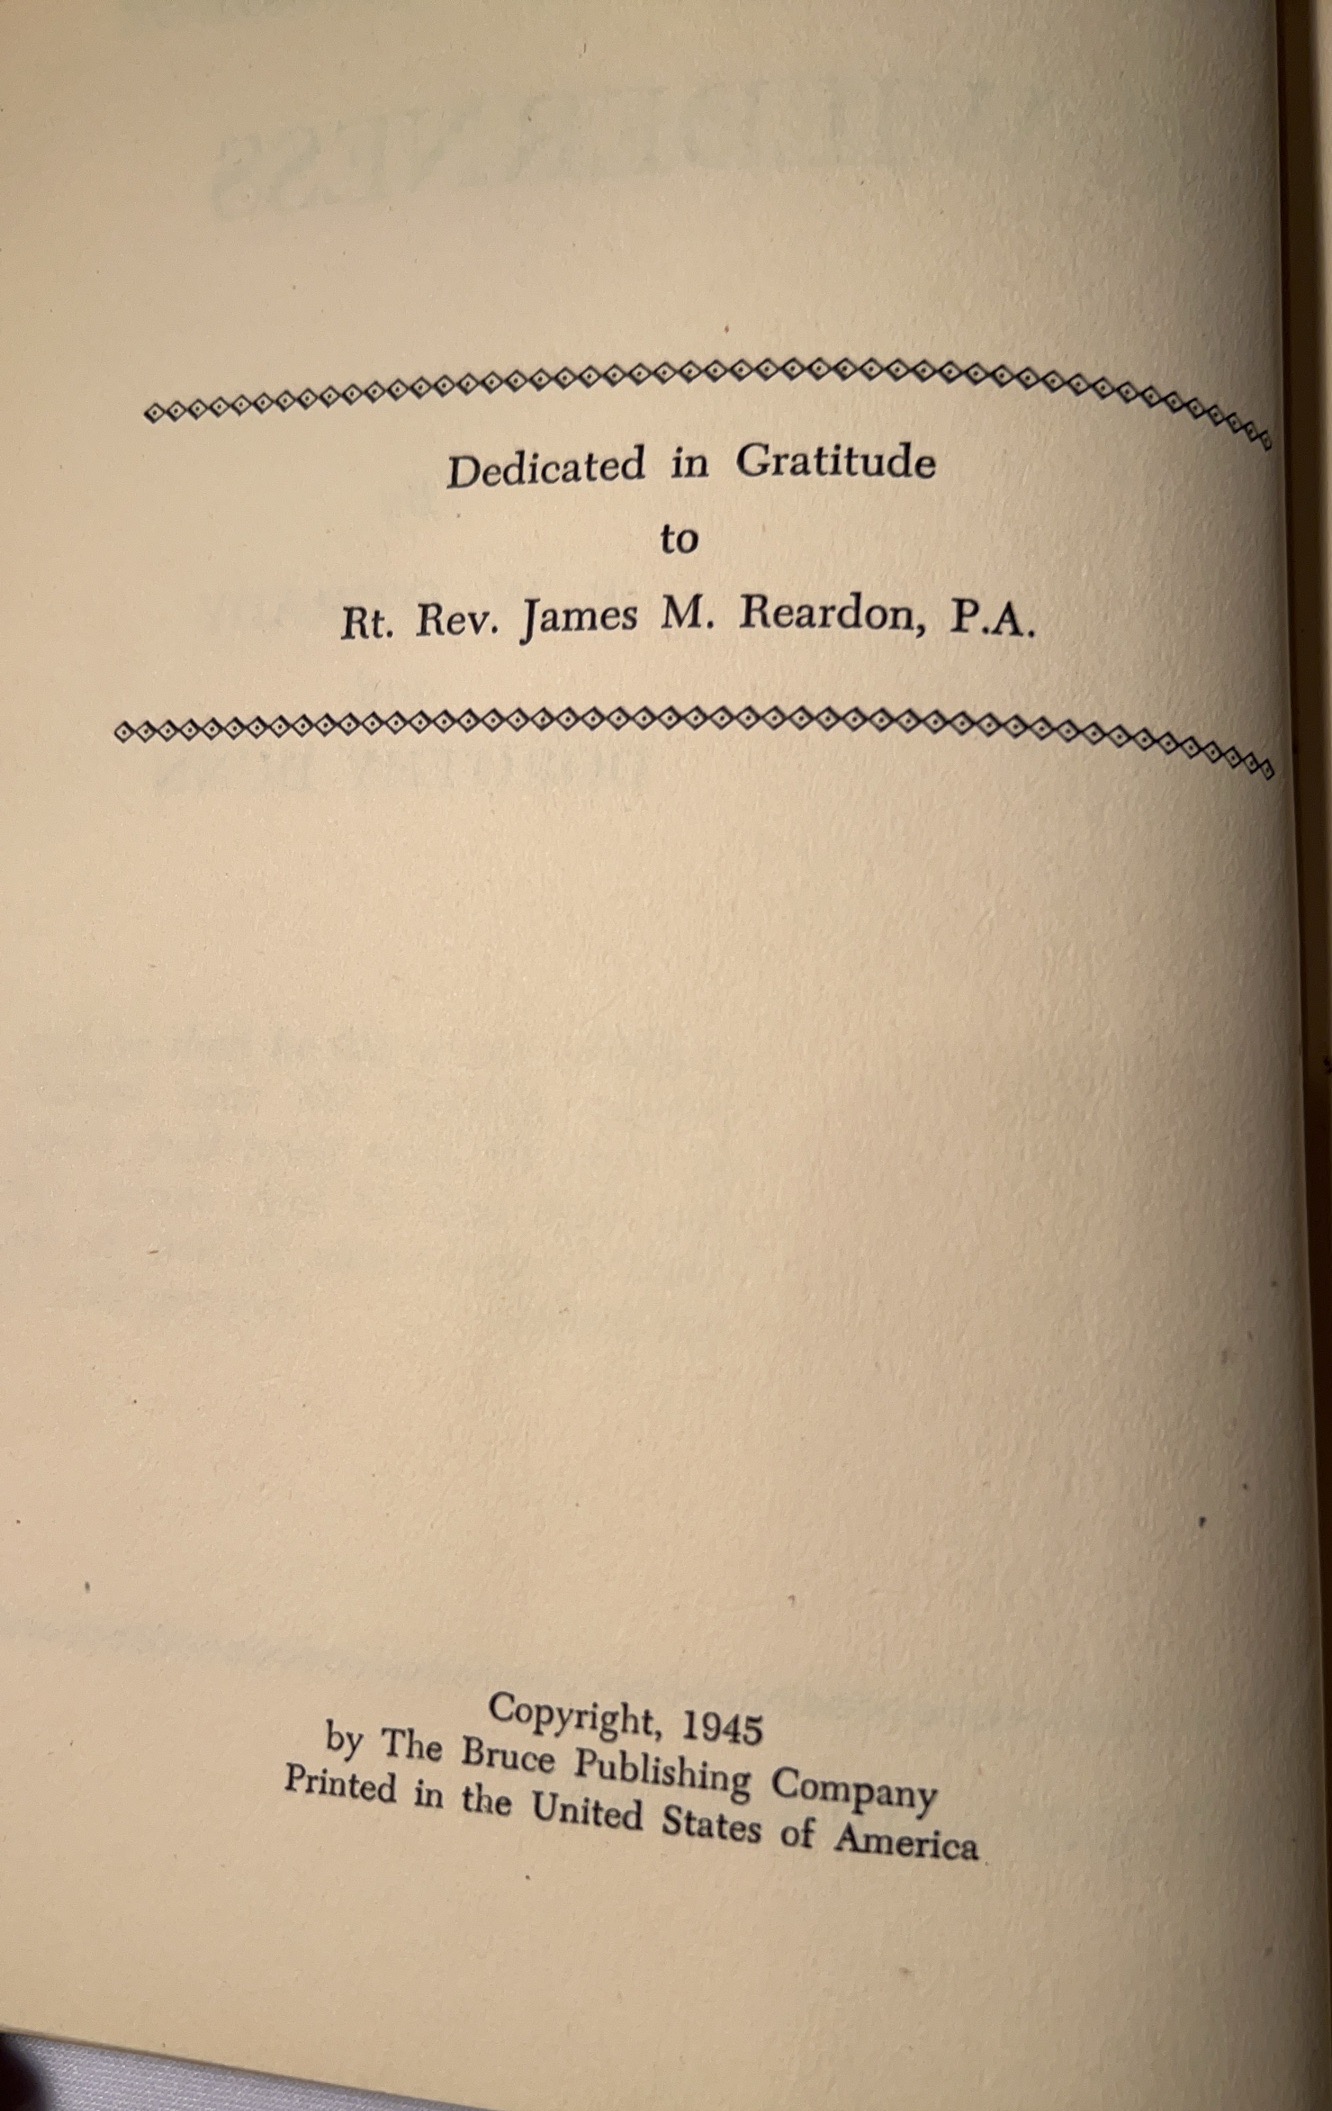 Dedicated in Gratitude
to
Rt. Rev. James M. Reardon, P.A.
Copyright, 1945
by The Bruce Publishing Company
Printed in the United States of America